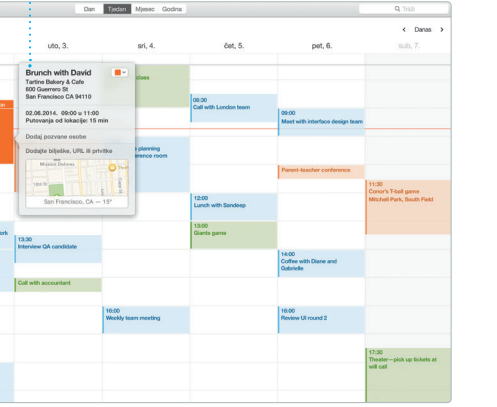 Dan Tjedan Mjesec Godina
Traži
Danas
uto, 3.
sri, 4.
čet, 5.
pet, 6.
sub, 7.
Brunch with David
Tartine Bakery & Cafe
600 Guerrero St
San Francisco CA 94110
02.06.2014. 09:00 u 11:00
Putovanja od lokacije: 15 min
Dodaj pozvane osobe
Dodajte bilješke, URL ili privitke
San Francisco, CA — 15°
13:30
Interview QA candidate
Call with accountant
class
planning
16:00
Weekly team meeting
09:30
Call with London team
12:00
Lunch with Sandeep
13:00
Giants game
09:00
Meet with interface design team
Parent-teacher conference
14:00
Coffee with Diane and
Gabrielle
16:00
Review UI round 2
11:30
Conor's T-ball game
Mitchell Park, South Field
17:30
Theater—pick up tickets at
will call